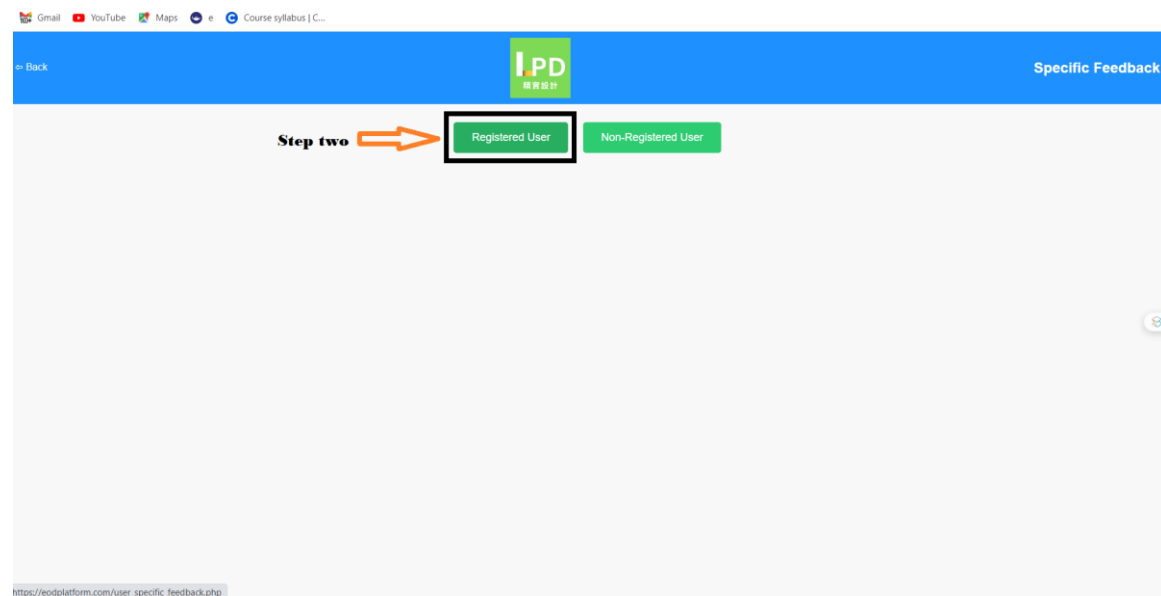 Gmail YouTube Maps e Course syllabus | C...
⇦ Back
LPD
Specific Feedback
Step two
Registered User
Non-Registered User
https://eodplatform.com/user_specific_feedback.php